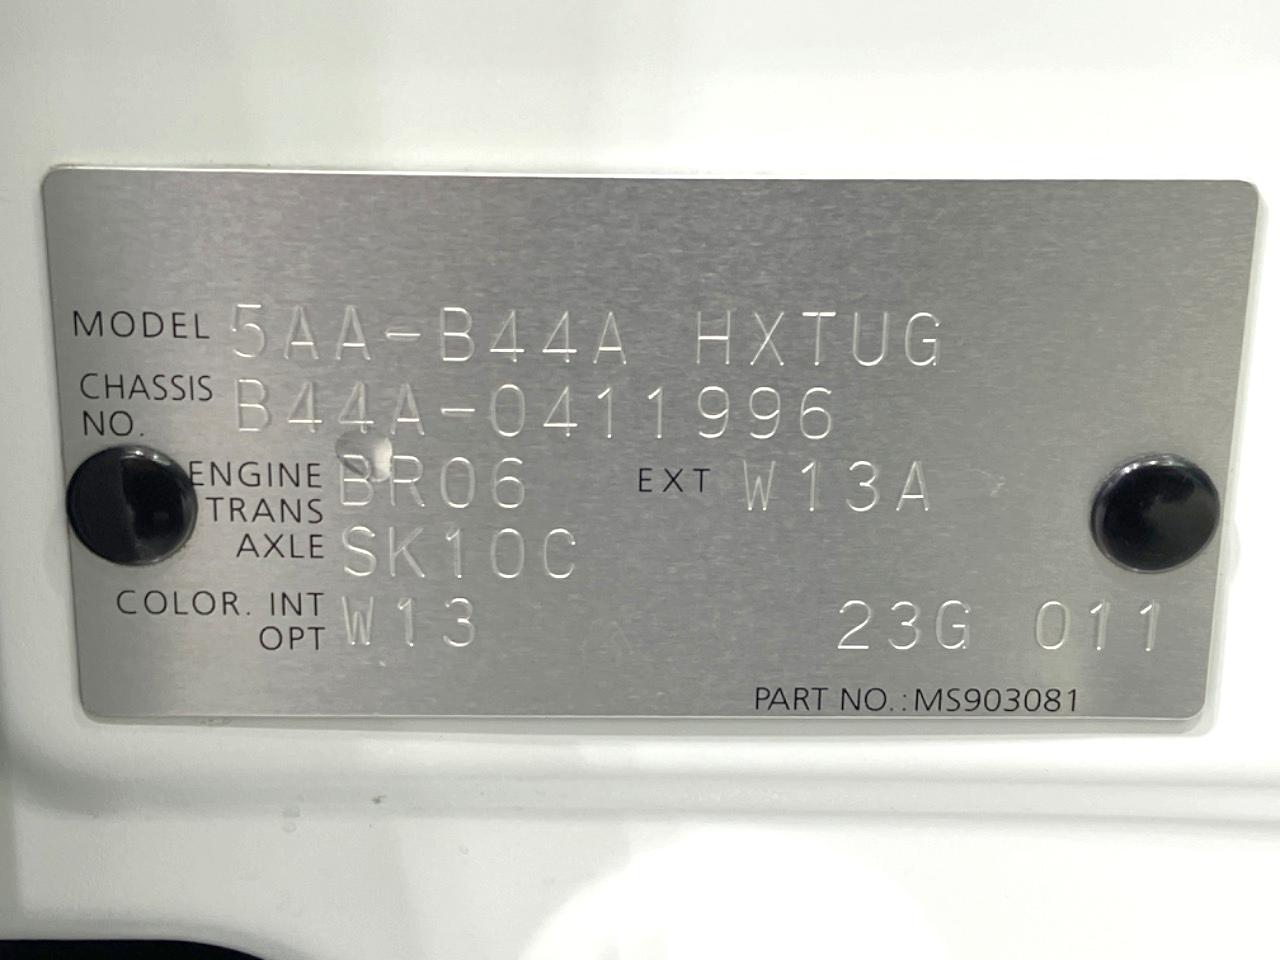 MODEL 5AA-B44A HXTUG
CHASSIS NO. B44A-0411996
ENGINE BR06 EXT W13A
TRANS AXLE SK10C
COLOR. INT W13
OPT 23G 011
PART NO.:MS903081